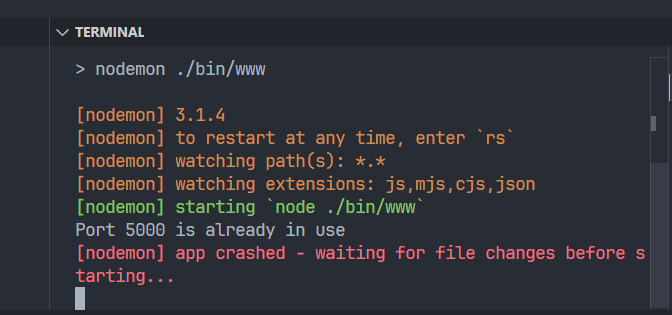 TERMINAL
> nodemon ./bin/www
[nodemon] 3.1.4
[nodemon] to restart at any time, enter `rs`
[nodemon] watching path(s): *.*
[nodemon] watching extensions: js,mjs,cjs,json
[nodemon] starting `node ./bin/www`
Port 5000 is already in use
[nodemon] app crashed - waiting for file changes before s
tarting...